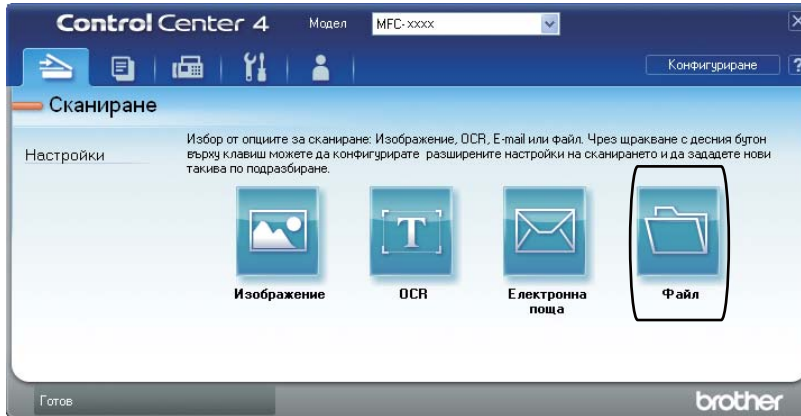 Control Center 4
Модел
MFC-xxxx
Конфигуриране
?
Сканиране
Настройки
Избор от опциите за сканиране: Изображение, OCR, E-mail или файл. Чрез щракване с десния бутон
върху клавиш можете да конфигурирате разширените настройки на сканирането и да зададете нови
такива по подразбиране.
T
Изображение
OCR
Електронна
поща
Файл
Готов
brother